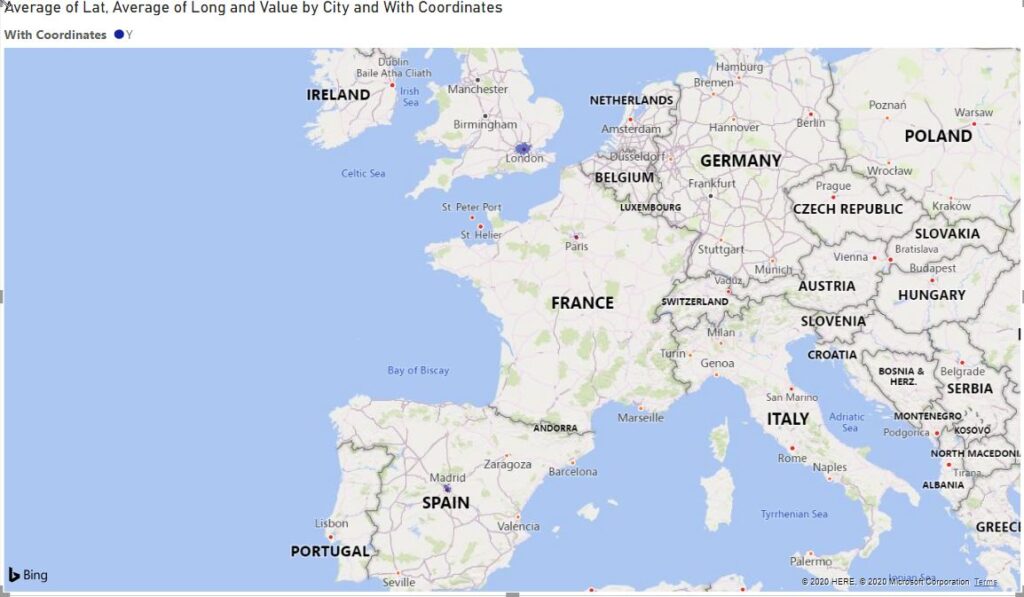 Average of Lat, Average of Long and Value by City and With Coordinates
With Coordinates Y
Dublin
Baile Atha Cliath
IRELAND
Irish
Sea
Manchester
Birmingham
London
Celtic Sea
Hamburg
Bremen
NETHERLANDS
Amsterdam
Hannover
Berlin
Poznań
Warsaw
POLAND
Düsseldorf
GERMANY
BELGIUM
Frankfurt
LUXEMBOURG
Wrocław
Prague
CZECH REPUBLIC
Kraków
St. Peter Port
St. Helier
Paris
SLOVAKIA
Stuttgart
Munich
Vienna
Bratislava
Budapest
FRANCE
Vaduz
SWITZERLAND
AUSTRIA
HUNGARY
SLOVENIA
Milan
Turin
Genoa
CROATIA
Bay of Biscay
BOSNIA &
HERZ.
Belgrade
SERBIA
San Marino
Marseille
ITALY
Adriatic
Sea
MONTENEGRO
KOSOVO
Podgorica
ANDORRA
Rome
NORTH MACEDONI
Tirana
ALBANIA
Zaragoza
Barcelona
Naples
Madrid
SPAIN
Valencia
Lisbon
PORTUGAL
Seville
Tyrrhenian Sea
GREECI
Palermo
Ionian Sea
Bing
© 2020 HERE, © 2020 Microsoft Corporation Terms